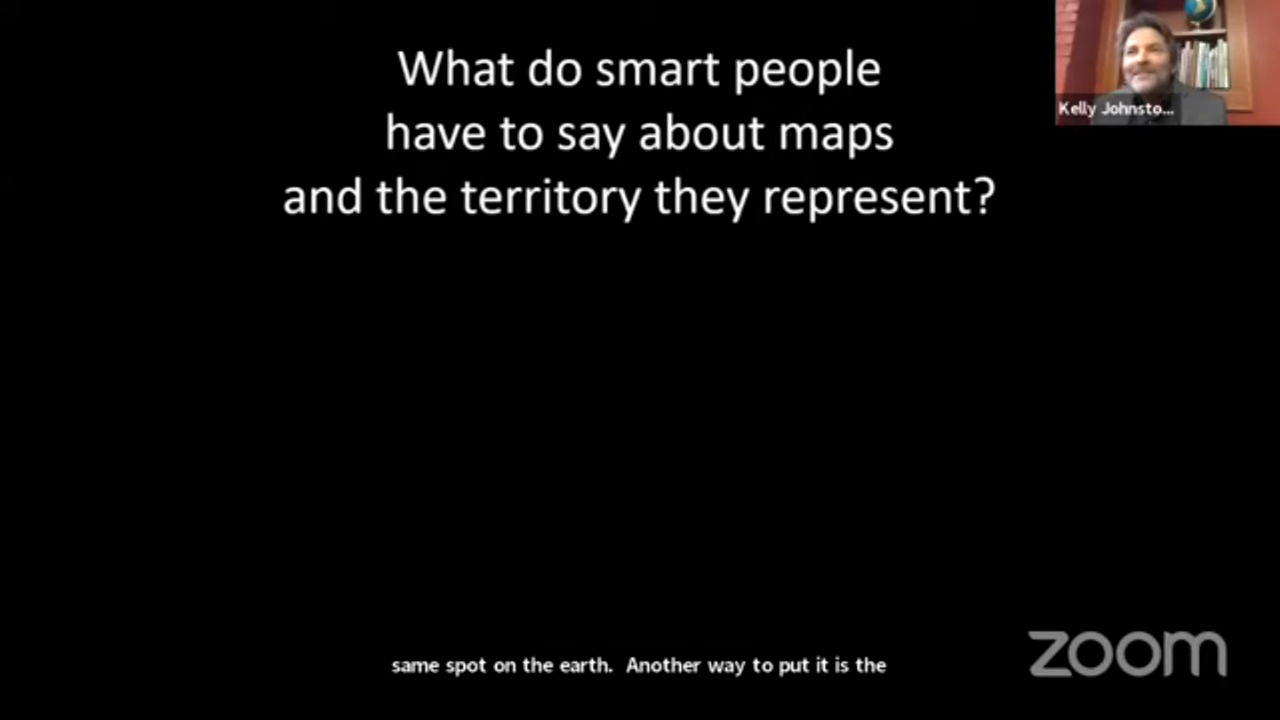 What do smart people
have to say about maps
and the territory they represent?
Kelly Johnsto...
same spot on the earth.  Another way to put it is the
zoom